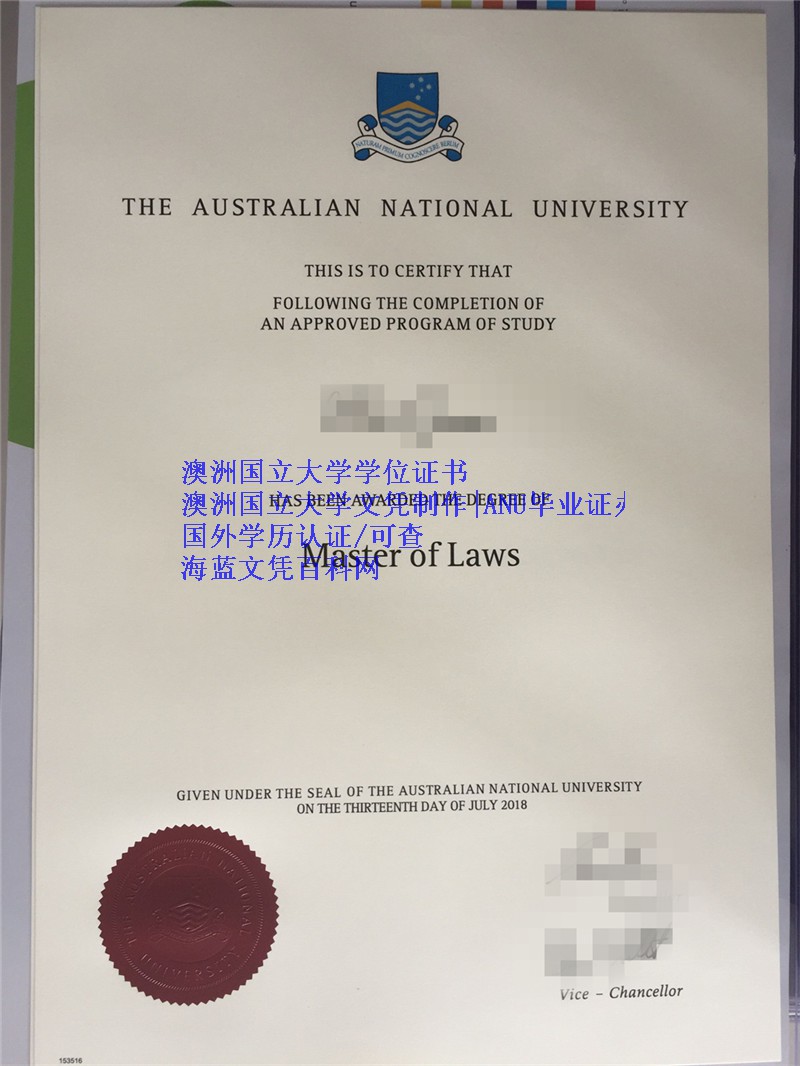 NATURAM PRIMUM COGNOSCERE RERUM
THE AUSTRALIAN NATIONAL UNIVERSITY
THIS IS TO CERTIFY THAT
FOLLOWING THE COMPLETION OF
AN APPROVED PROGRAM OF STUDY
澳洲国立大学学位证书
HAS BEEN AWARDED THE DEGREE OF
澳洲国立大学文凭制作|ANU毕业证
国外学历认证/可查
Master of Laws
海蓝文凭百科网
GIVEN UNDER THE SEAL OF THE AUSTRALIAN NATIONAL UNIVERSITY
ON THE THIRTEENTH DAY OF JULY 2018
THE AUSTRALIAN NATIONAL
UNIVERSITY
Vice - Chancellor
153516